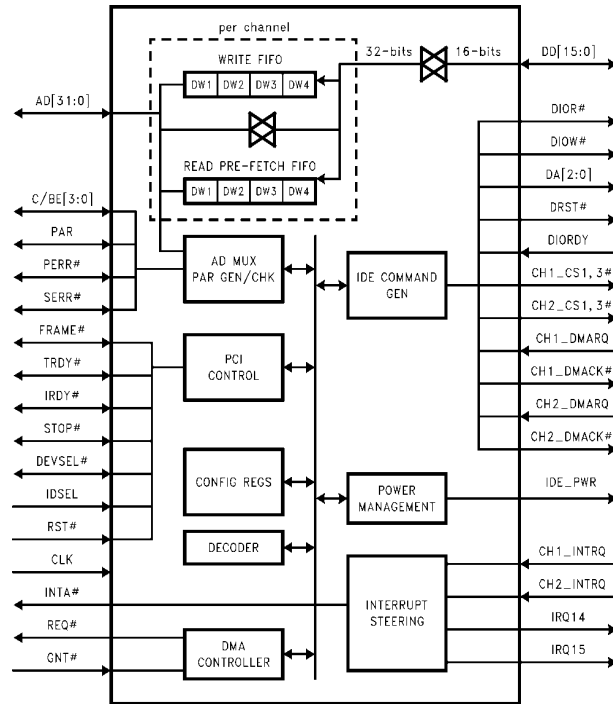 per channel
WRITE FIFO
32-bits
16-bits
DD[15:0]
DW1 DW2 DW3 DW4
AD[31:0]
READ PRE-FETCH FIFO
DW1 DW2 DW3 DW4
DIOR#
DIOW#
DA[2:0]
DRST#
DIORDY
CH1_CS1,3#
CH2_CS1,3#
CH1_DMARQ
CH1_DMACK#
CH2_DMARQ
CH2_DMACK#
C/BE[3:0]
PAR
PERR#
SERR#
AD MUX
PAR GEN/CHK
IDE COMMAND
GEN
FRAME#
TRDY#
IRDY#
STOP#
DEVSEL#
IDSEL
RST#
CLK
PCI
CONTROL
CONFIG REGS
POWER
MANAGEMENT
IDE_PWR
DECODER
INTERRUPT
STEERING
CH1_INTRQ
CH2_INTRQ
IRQ14
IRQ15
INTA#
REQ#
GNT#
DMA
CONTROLLER